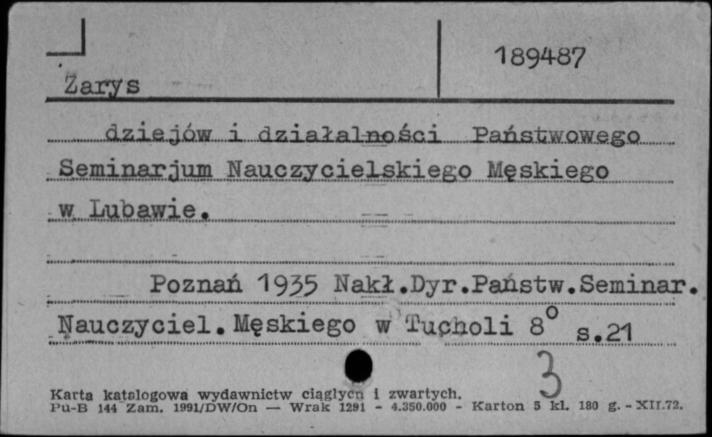 189487
Zarys
dziejów i działalności Państwowego
Seminarjum Nauczycielskiego Męskiego
w Lubawie.
Poznań 1935 Nakł.Dyr.Państw.Seminar.
Nauczyciel.Męskiego w Tucholi 8° s.21
3
Karta katalogowa wydawnictw ciągłych i zwartych.
Pu-B 144 Zam. 1991/DW/On — Wrak 1291 - 4.350.000 - Karton 5 kl. 180 g. - XII.72.